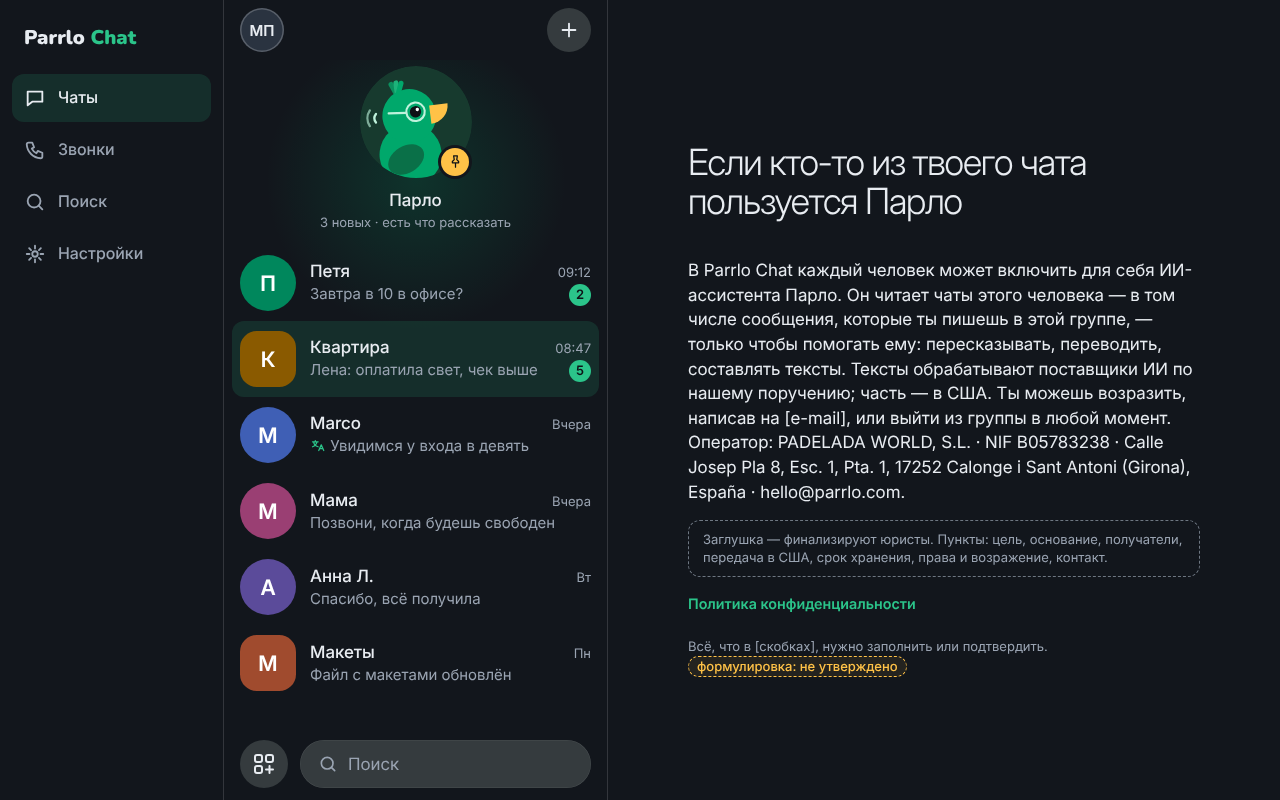 Parrlo Chat
Чаты
Звонки
Поиск
Настройки
МП
Парло
3 новых · есть что рассказать
П
Петя
09:12
Завтра в 10 в офисе?
2
К
Квартира
08:47
Лена: оплатила свет, чек выше
5
M
Marco
Вчера
Увидимся у входа в девять
М
Мама
Вчера
Позвони, когда будешь свободен
А
Анна Л.
Вт
Спасибо, всё получила
М
Макеты
Пн
Файл с макетами обновлён
Поиск
Если кто-то из твоего чата
пользуется Парло
В Parrlo Chat каждый человек может включить для себя ИИ-
ассистента Парло. Он читает чаты этого человека — в том
числе сообщения, которые ты пишешь в этой группе, —
только чтобы помогать ему: пересказывать, переводить,
составлять тексты. Тексты обрабатывают поставщики ИИ по
нашему поручению; часть — в США. Ты можешь возразить,
написав на [e-mail], или выйти из группы в любой момент.
Оператор: PADELADA WORLD, S.L. · NIF B05783238 · Calle
Josep Pla 8, Esc. 1, Pta. 1, 17252 Calonge i Sant Antoni (Girona),
España · hello@parrlo.com.
Заглушка — финализируют юристы. Пункты: цель, основание, получатели,
передача в США, срок хранения, права и возражение, контакт.
Политика конфиденциальности
Всё, что в [скобках], нужно заполнить или подтвердить.
формулировка: не утверждено